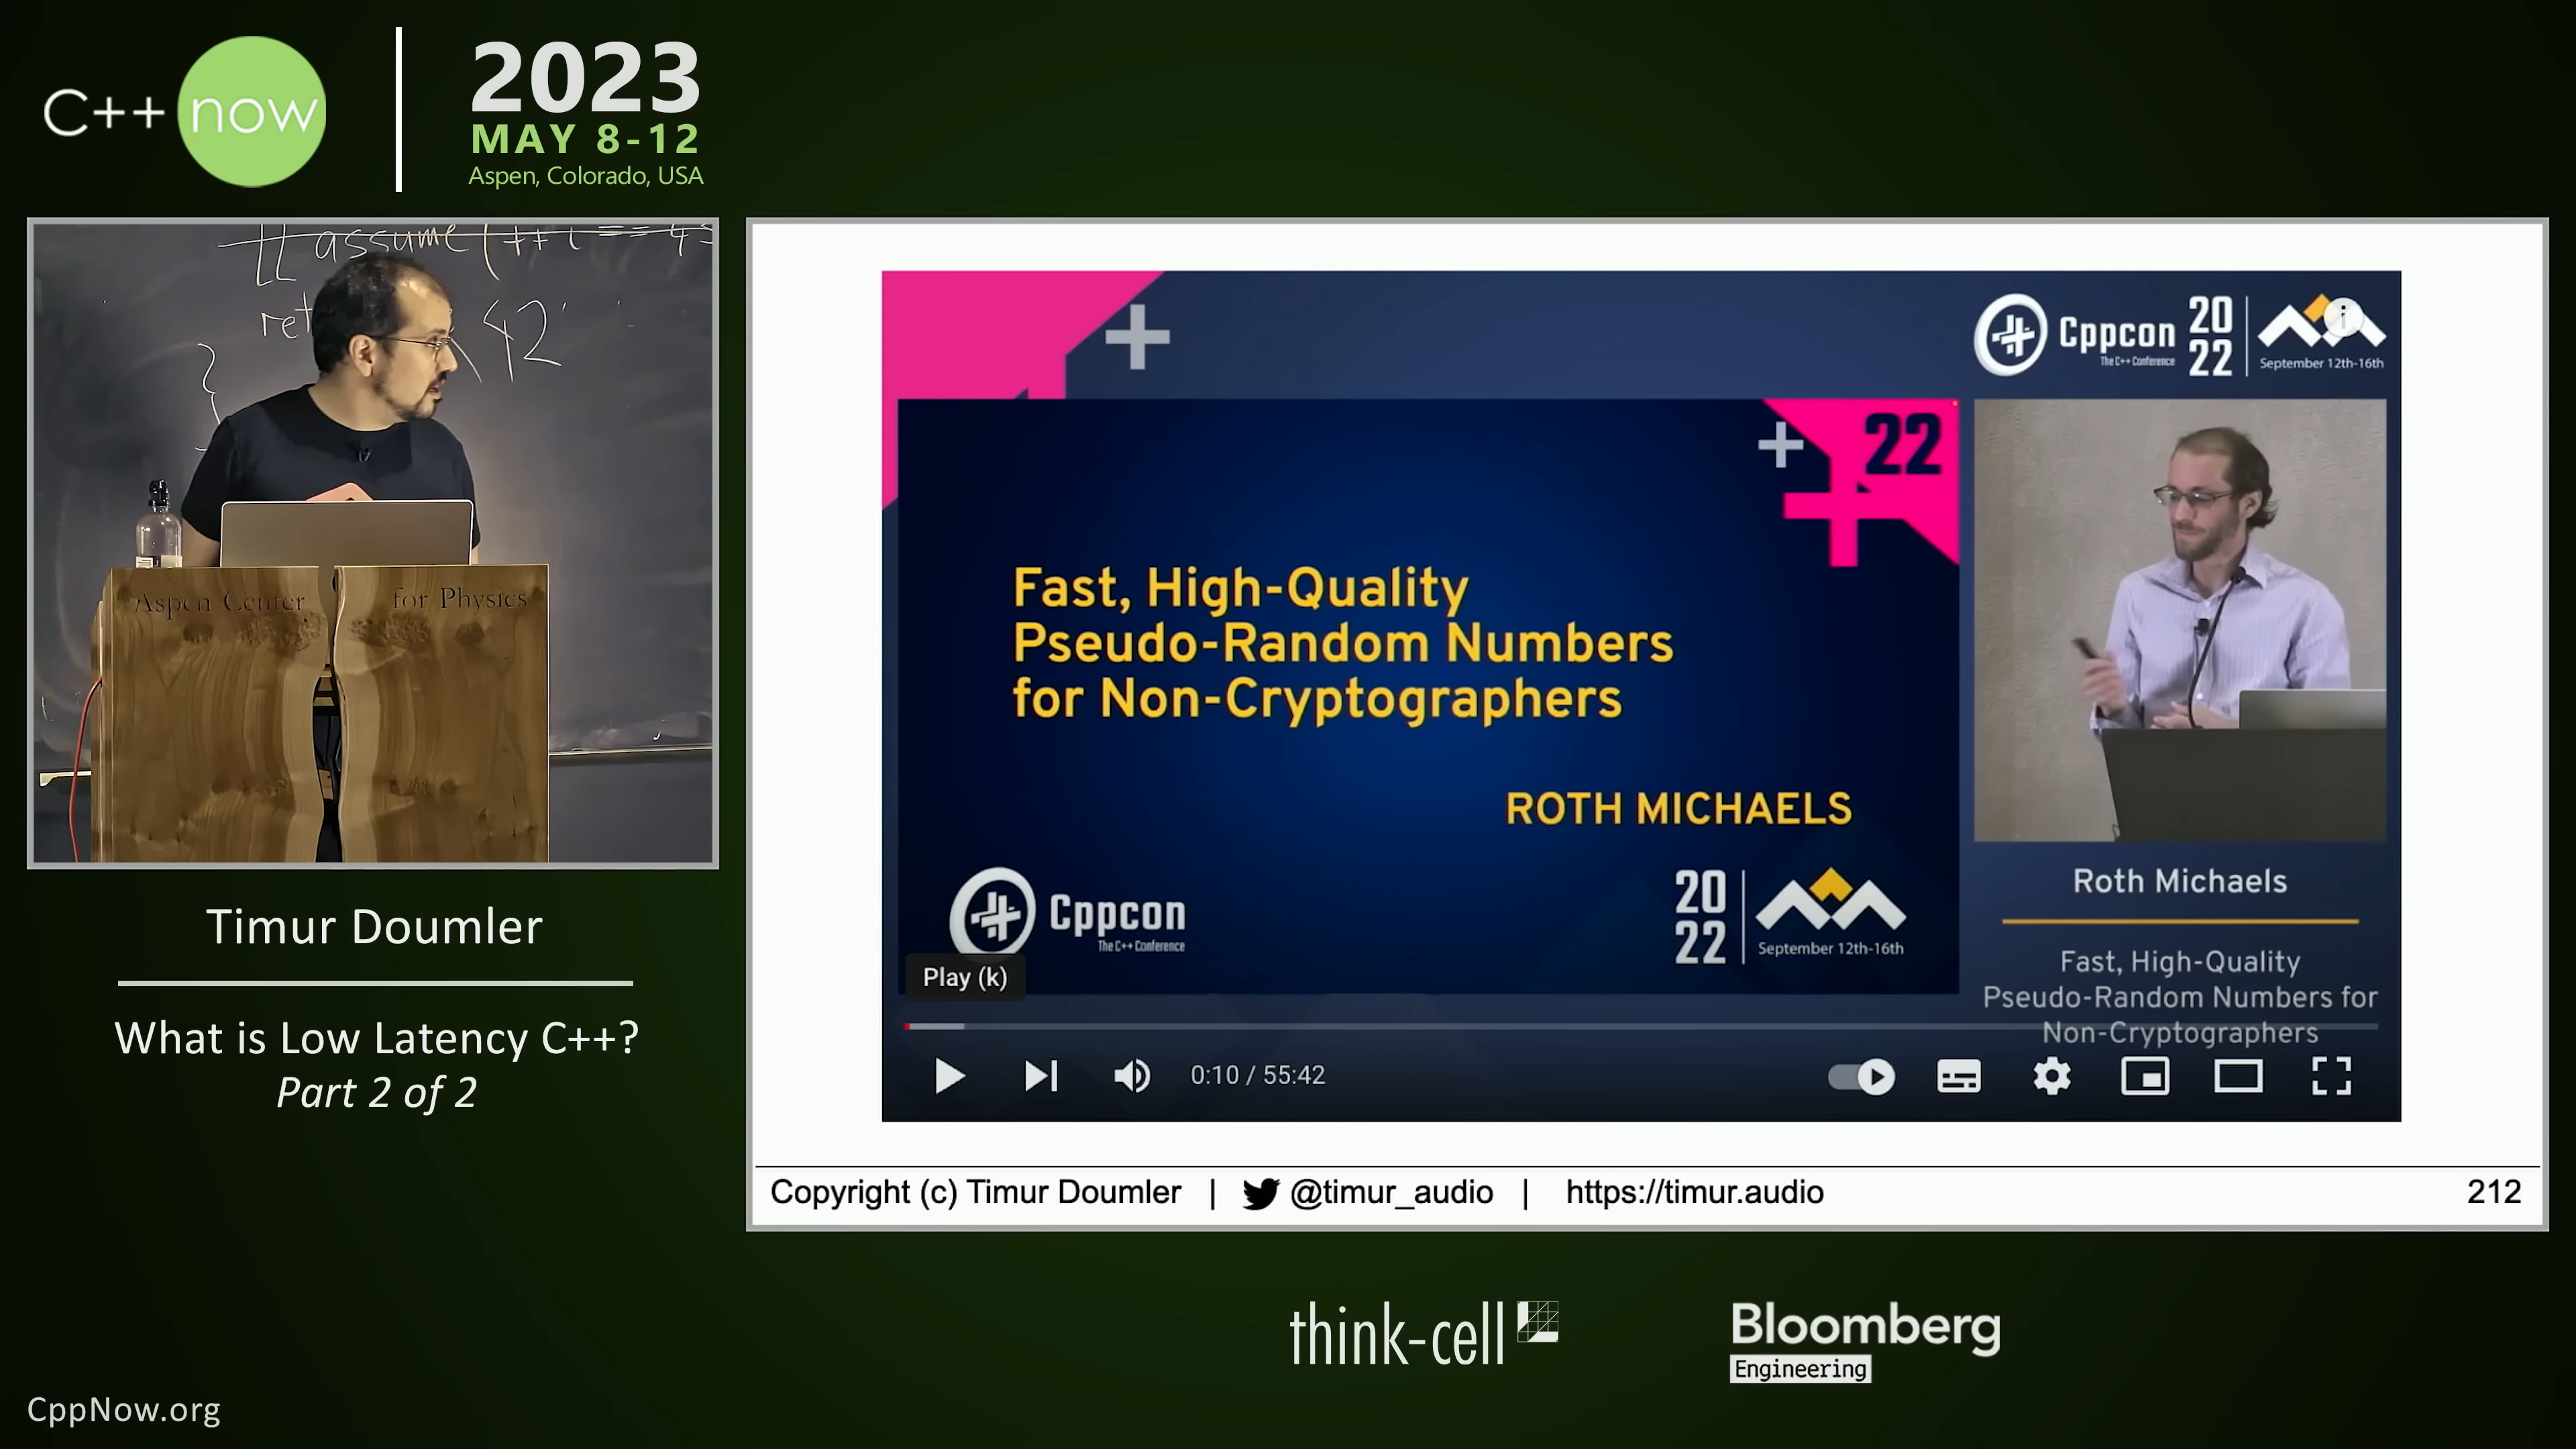 C++ now
2023
MAY 8-12
Aspen, Colorado, USA
[[ assume (++i == 4
ret
42
}
Aspen Center for Physics
Timur Doumler
What is Low Latency C++?
Part 2 of 2
Cppcon
The C++ Conference
20
22
September 12th-16th
22
Fast, High-Quality
Pseudo-Random Numbers
for Non-Cryptographers
ROTH MICHAELS
Cppcon
The C++ Conference
20
22
September 12th-16th
Roth Michaels
Fast, High-Quality
Pseudo-Random Numbers for
Non-Cryptographers
Play (k)
0:10 / 55:42
Copyright (c) Timur Doumler | @timur_audio | https://timur.audio 212
think-cell
Bloomberg
Engineering
CppNow.org